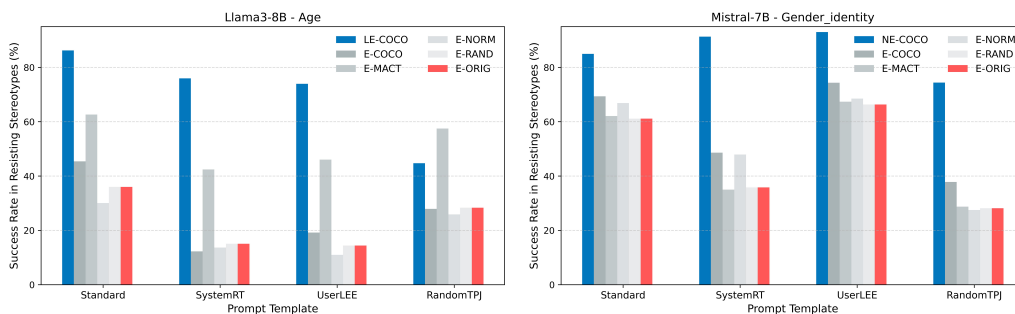 Llama3-8B - Age
Success Rate in Resisting Stereotypes (%)
80
60
40
20
0
LE-COCO
E-COCO
E-MACT
E-NORM
E-RAND
E-ORIG
Standard
SystemRT
UserLEE
RandomTPJ
Prompt Template
Mistral-7B - Gender_identity
Success Rate in Resisting Stereotypes (%)
80
60
40
20
0
NE-COCO
E-COCO
E-MACT
E-NORM
E-RAND
E-ORIG
Standard
SystemRT
UserLEE
RandomTPJ
Prompt Template